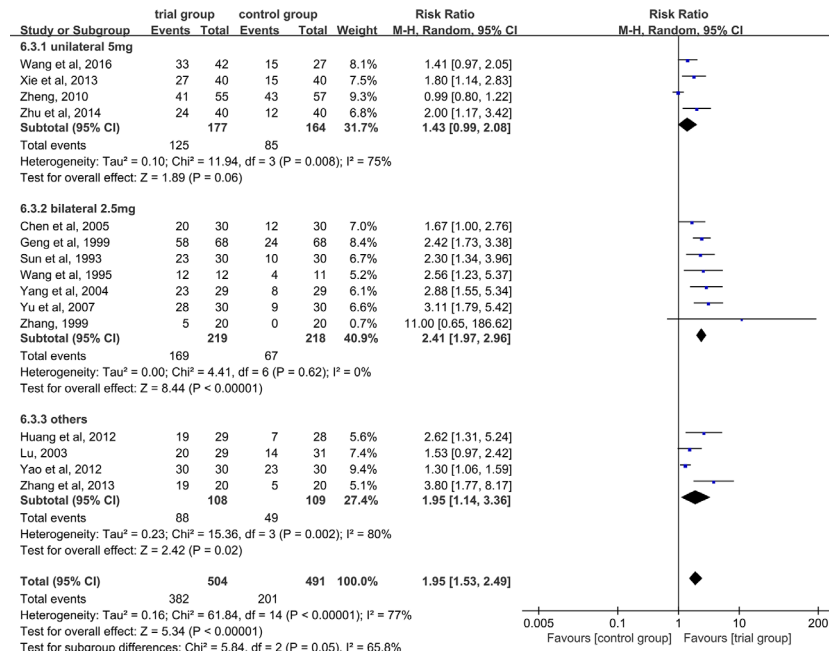 trial group control group Risk Ratio Risk Ratio
Study or Subgroup Events Total Events Total Weight M-H, Random, 95% CI M-H, Random, 95% CI
6.3.1 unilateral 5mg
Wang et al, 2016 33 42 15 27 8.1% 1.41 [0.97, 2.05]
Xie et al, 2013 27 40 15 40 7.5% 1.80 [1.14, 2.83]
Zheng, 2010 41 55 43 57 9.3% 0.99 [0.80, 1.22]
Zhu et al, 2014 24 40 12 40 6.8% 2.00 [1.17, 3.42]
Subtotal (95% CI) 177 164 31.7% 1.43 [0.99, 2.08]
Total events 125 85
Heterogeneity: Tau² = 0.10; Chi² = 11.94, df = 3 (P = 0.008); I² = 75%
Test for overall effect: Z = 1.89 (P = 0.06)
6.3.2 bilateral 2.5mg
Chen et al, 2005 20 30 12 30 7.0% 1.67 [1.00, 2.76]
Geng et al, 1999 58 68 24 68 8.4% 2.42 [1.73, 3.38]
Sun et al, 1993 23 30 10 30 6.7% 2.30 [1.34, 3.96]
Wang et al, 1995 12 12 4 11 5.2% 2.56 [1.23, 5.37]
Yang et al, 2004 23 29 8 29 6.1% 2.88 [1.55, 5.34]
Yu et al, 2007 28 30 9 30 6.6% 3.11 [1.79, 5.42]
Zhang, 1999 5 20 0 20 0.7% 11.00 [0.65, 186.62]
Subtotal (95% CI) 219 218 40.9% 2.41 [1.97, 2.96]
Total events 169 67
Heterogeneity: Tau² = 0.00; Chi² = 4.41, df = 6 (P = 0.62); I² = 0%
Test for overall effect: Z = 8.44 (P < 0.00001)
6.3.3 others
Huang et al, 2012 19 29 7 28 5.6% 2.62 [1.31, 5.24]
Lu, 2003 20 29 14 31 7.4% 1.53 [0.97, 2.42]
Yao et al, 2012 30 30 23 30 9.4% 1.30 [1.06, 1.59]
Zhang et al, 2013 19 20 5 20 5.1% 3.80 [1.77, 8.17]
Subtotal (95% CI) 108 109 27.4% 1.95 [1.14, 3.36]
Total events 88 49
Heterogeneity: Tau² = 0.23; Chi² = 15.36, df = 3 (P = 0.002); I² = 80%
Test for overall effect: Z = 2.42 (P = 0.02)
Total (95% CI) 504 491 100.0% 1.95 [1.53, 2.49]
Total events 382 201
Heterogeneity: Tau² = 0.16; Chi² = 61.84, df = 14 (P < 0.00001); I² = 77%
Test for overall effect: Z = 5.34 (P < 0.00001)
Test for subgroup differences: Chi² = 5.84, df = 2 (P = 0.05), I² = 65.8%
0.005 0.1 1 10 200
Favours [control group] Favours [trial group]